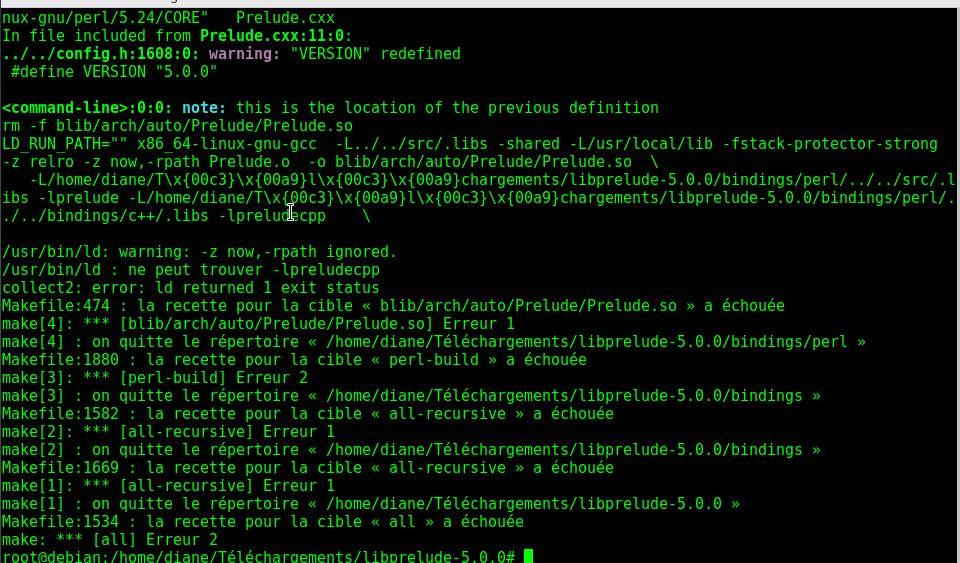 nux-gnu/perl/5.24/CORE"   Prelude.cxx
In file included from Prelude.cxx:11:0:
../../config.h:1608:0: warning: "VERSION" redefined
 #define VERSION "5.0.0"
<command-line>:0:0: note: this is the location of the previous definition
rm -f blib/arch/auto/Prelude/Prelude.so
LD_RUN_PATH="" x86_64-linux-gnu-gcc  -L../../src/.libs -shared -L/usr/local/lib -fstack-protector-strong
-z relro -z now,-rpath Prelude.o  -o blib/arch/auto/Prelude/Prelude.so  \
   -L/home/diane/T\x{00c3}\x{00a9}l\x{00c3}\x{00a9}chargements/libprelude-5.0.0/bindings/perl/../../src/.l
ibs -lprelude -L/home/diane/T\x{00c3}\x{00a9}l\x{00c3}\x{00a9}chargements/libprelude-5.0.0/bindings/perl/.
./../bindings/c++/.libs -lpreludecpp    \
/usr/bin/ld: warning: -z now,-rpath ignored.
/usr/bin/ld : ne peut trouver -lpreludecpp
collect2: error: ld returned 1 exit status
Makefile:474 : la recette pour la cible « blib/arch/auto/Prelude/Prelude.so » a échouée
make[4]: *** [blib/arch/auto/Prelude/Prelude.so] Erreur 1
make[4] : on quitte le répertoire « /home/diane/Téléchargements/libprelude-5.0.0/bindings/perl »
Makefile:1880 : la recette pour la cible « perl-build » a échouée
make[3]: *** [perl-build] Erreur 2
make[3] : on quitte le répertoire « /home/diane/Téléchargements/libprelude-5.0.0/bindings »
Makefile:1582 : la recette pour la cible « all-recursive » a échouée
make[2]: *** [all-recursive] Erreur 1
make[2] : on quitte le répertoire « /home/diane/Téléchargements/libprelude-5.0.0/bindings »
Makefile:1669 : la recette pour la cible « all-recursive » a échouée
make[1]: *** [all-recursive] Erreur 1
make[1] : on quitte le répertoire « /home/diane/Téléchargements/libprelude-5.0.0 »
Makefile:1534 : la recette pour la cible « all » a échouée
make: *** [all] Erreur 2
root@debian:/home/diane/Téléchargements/libprelude-5.0.0#